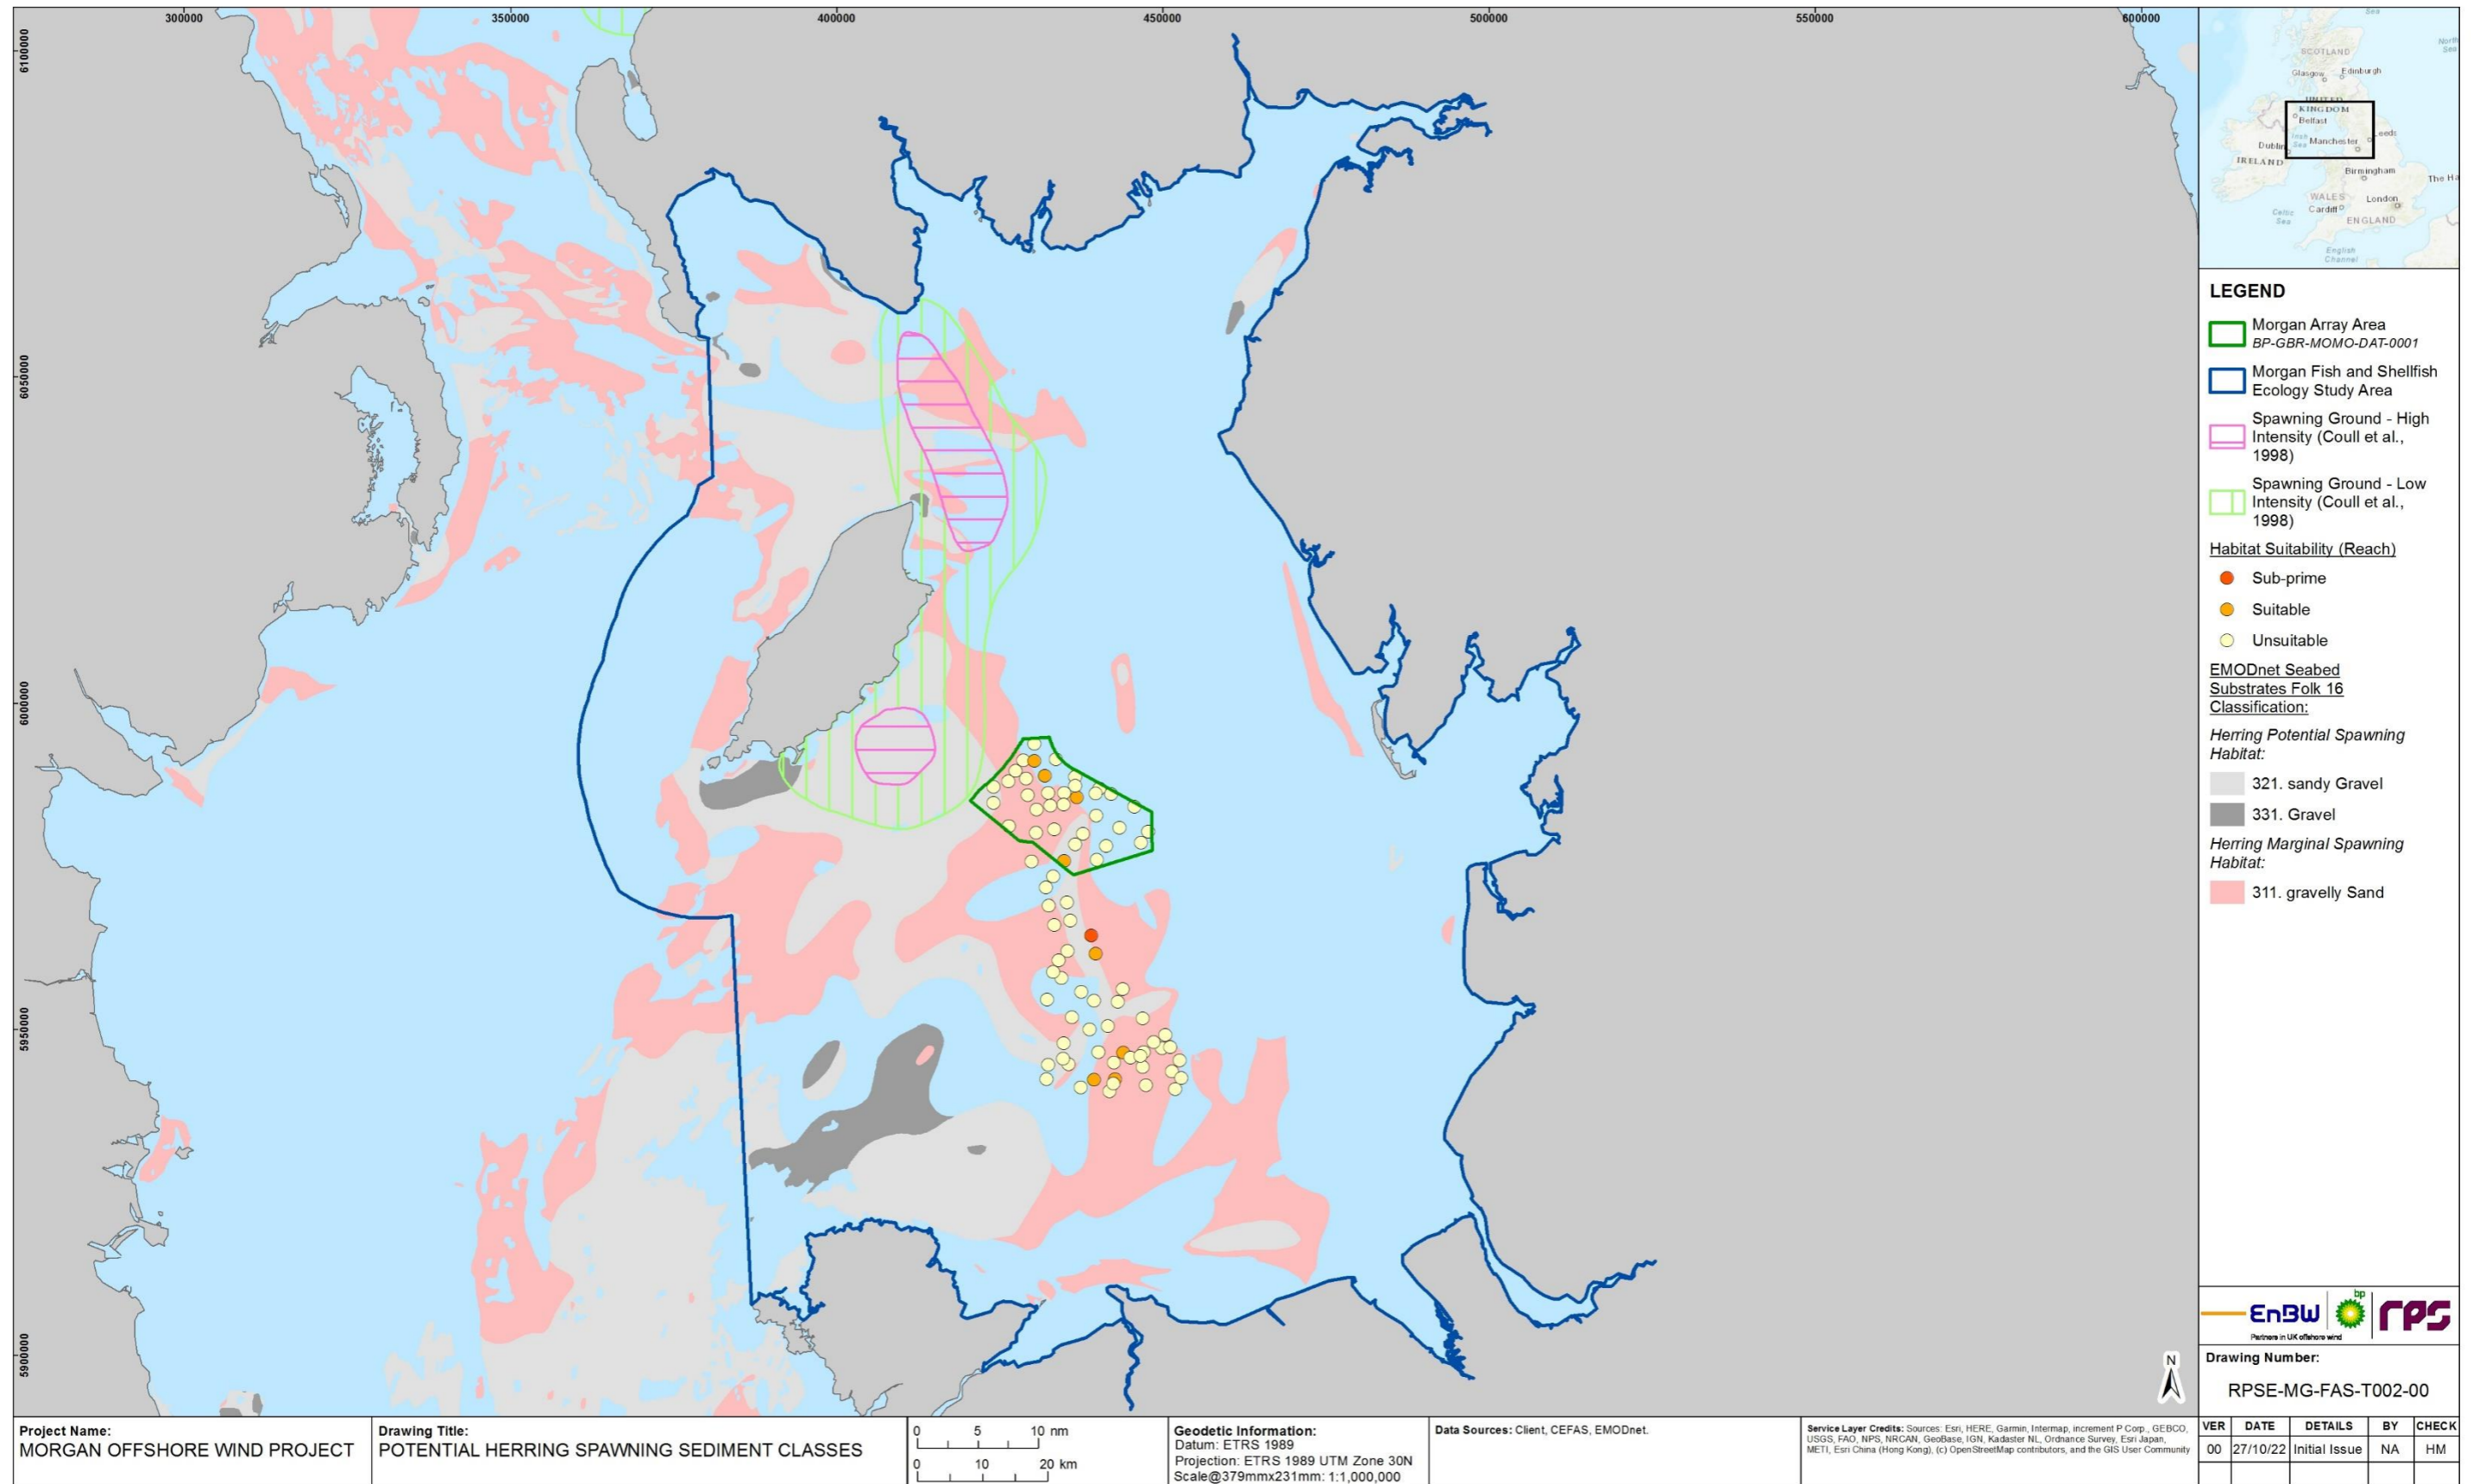 300000
350000
400000
450000
500000
550000
600000
6100000
6050000
6000000
5950000
5900000
Sea
North
Sea
SCOTLAND
Glasgow
Edinburgh
UNITED
KINGDOM
Belfast
Irish
Sea
Leeds
Manchester
Dublin
IRELAND
Birmingham
The Ha
WALES
London
Cardiff
ENGLAND
Celtic
Sea
English
Channel
LEGEND
Morgan Array Area
BP-GBR-MOMO-DAT-0001
Morgan Fish and Shellfish
Ecology Study Area
Spawning Ground - High
Intensity (Coull et al.,
1998)
Spawning Ground - Low
Intensity (Coull et al.,
1998)
Habitat Suitability (Reach)
Sub-prime
Suitable
Unsuitable
EMODnet Seabed
Substrates Folk 16
Classification:
Herring Potential Spawning
Habitat:
321. sandy Gravel
331. Gravel
Herring Marginal Spawning
Habitat:
311. gravelly Sand
EnBW
bp
rps
Partners in UK offshore wind
N
Drawing Number:
RPSE-MG-FAS-T002-00
VER DATE DETAILS BY CHECK
00 27/10/22 Initial Issue NA HM
Project Name:
MORGAN OFFSHORE WIND PROJECT
Drawing Title:
POTENTIAL HERRING SPAWNING SEDIMENT CLASSES
0 5 10 nm
0 10 20 km
Geodetic Information:
Datum: ETRS 1989
Projection: ETRS 1989 UTM Zone 30N
Scale@379mmx231mm: 1:1,000,000
Data Sources: Client, CEFAS, EMODnet.
Service Layer Credits: Sources: Esri, HERE, Garmin, Intermap, increment P Corp., GEBCO,
USGS, FAO, NPS, NRCAN, GeoBase, IGN, Kadaster NL, Ordnance Survey, Esri Japan,
METI, Esri China (Hong Kong), (c) OpenStreetMap contributors, and the GIS User Community